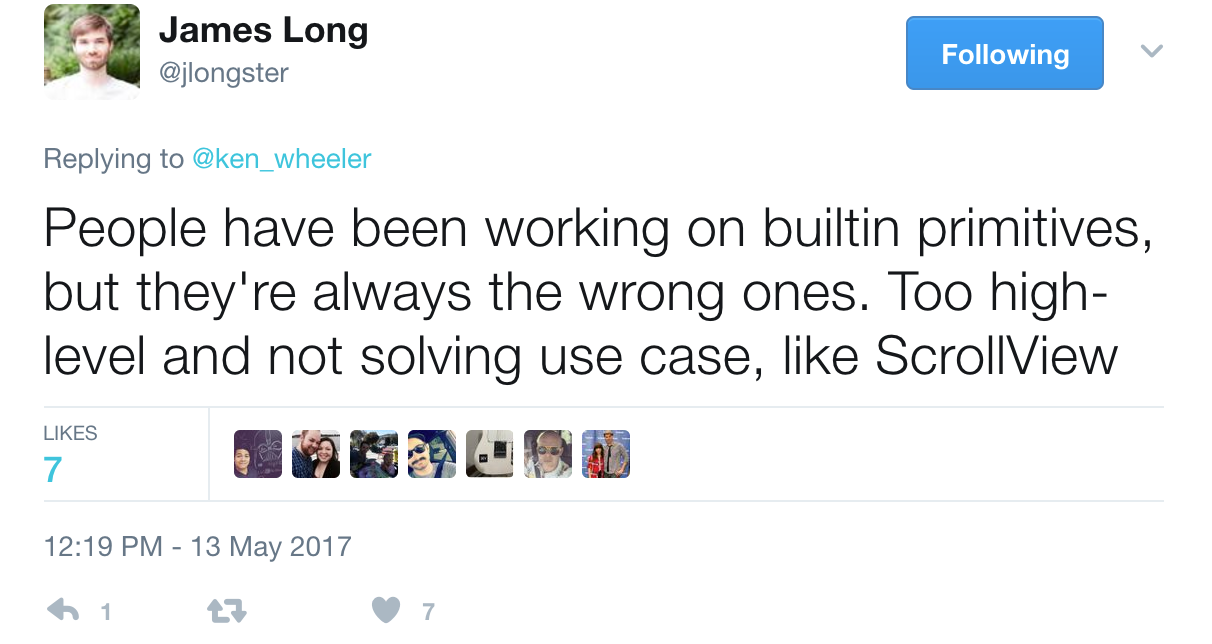 James Long
@jlongster
Following
Replying to @ken_wheeler
People have been working on builtin primitives,
but they're always the wrong ones. Too high-
level and not solving use case, like ScrollView
LIKES
7
12:19 PM - 13 May 2017
1
7